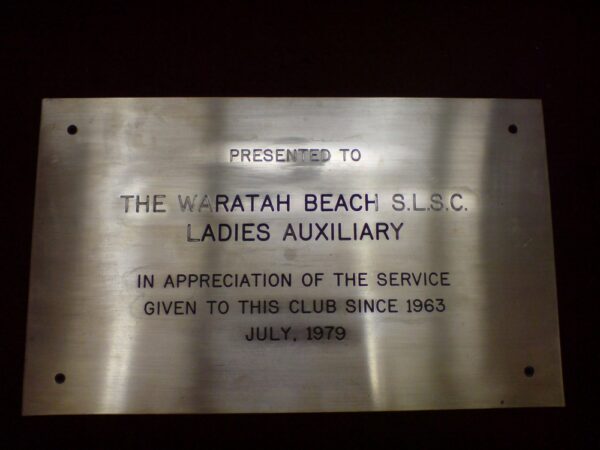 PRESENTED TO
THE WARATAH BEACH S.L.S.C.
LADIES AUXILIARY
IN APPRECIATION OF THE SERVICE
GIVEN TO THIS CLUB SINCE 1963
JULY, 1979